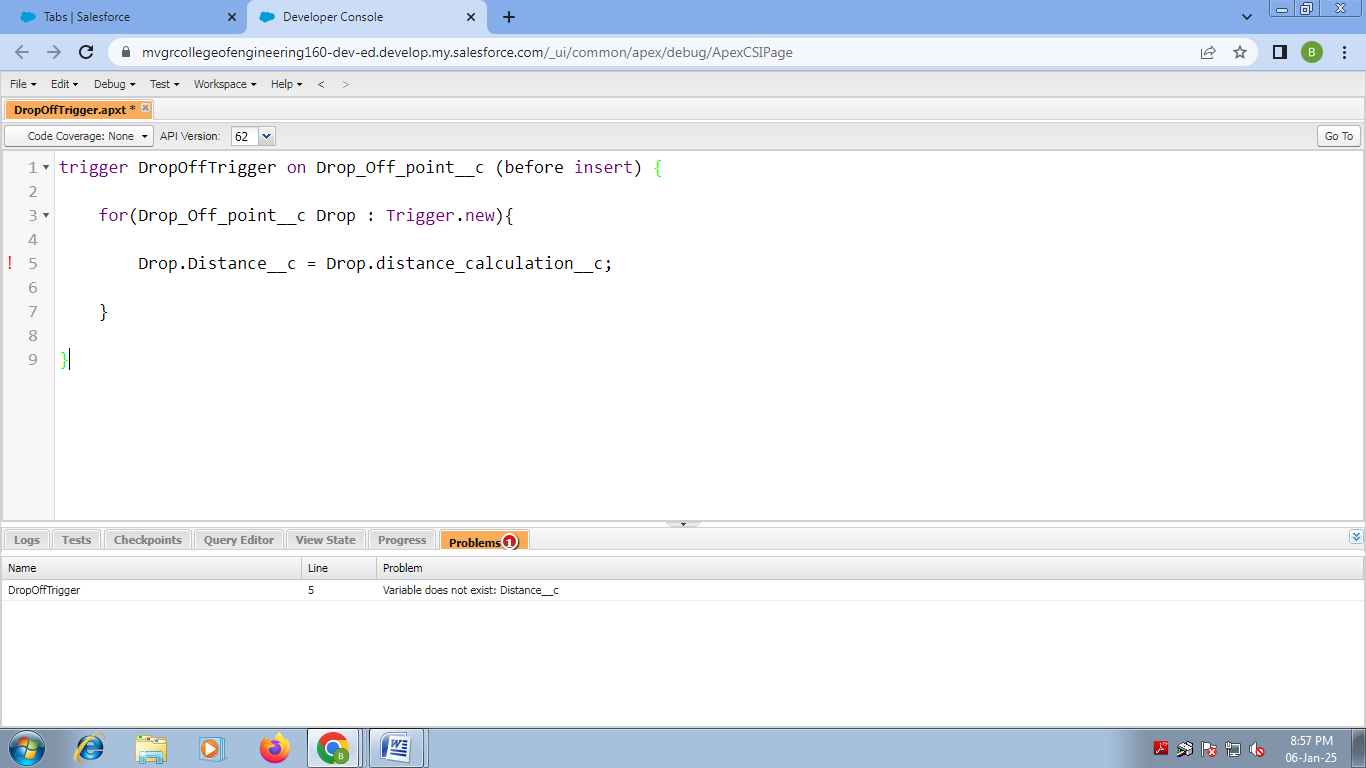 Tabs | Salesforce
Developer Console
mvgrcollegeofengineering160-dev-ed.develop.my.salesforce.com/_ui/common/apex/debug/ApexCSIPage
B
File Edit Debug Test Workspace Help < >
DropOffTrigger.apxt *
Code Coverage: None API Version: 62 Go To
1 trigger DropOffTrigger on Drop_Off_point__c (before insert) {
2
3 for(Drop_Off_point__c Drop : Trigger.new){
4
! 5 Drop.Distance__c = Drop.distance_calculation__c;
6
7 }
8
9 }
Logs Tests Checkpoints Query Editor View State Progress Problems 1
Name Line Problem
DropOffTrigger 5 Variable does not exist: Distance__c
B
8:57 PM
06-Jan-25